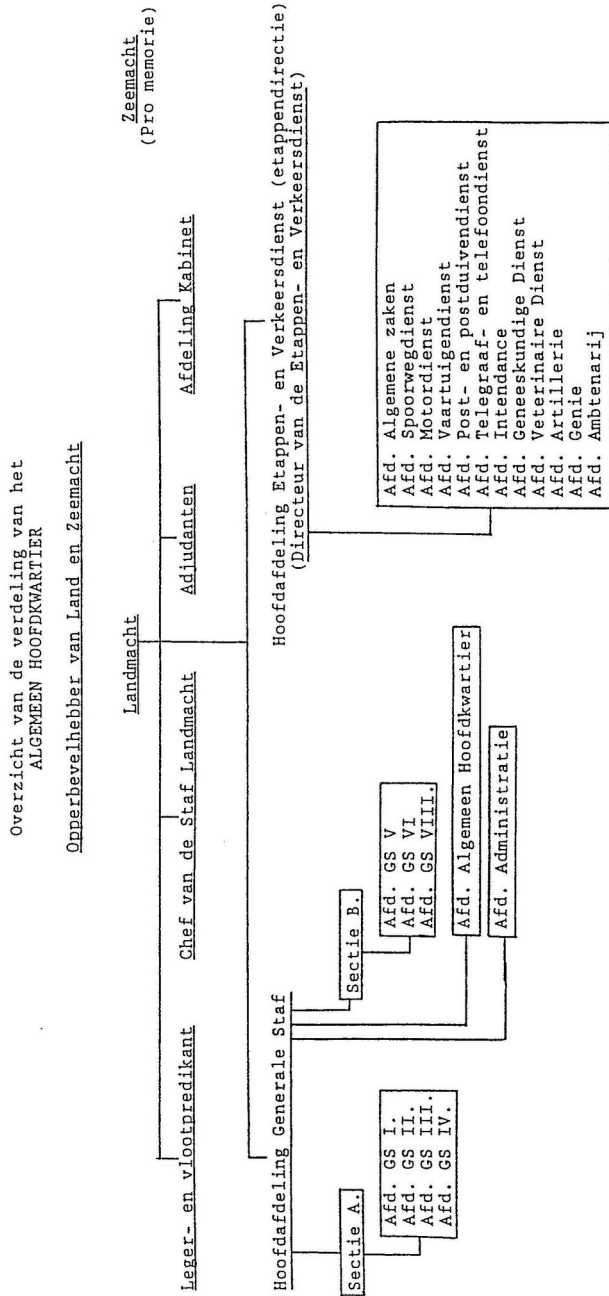 Overzicht van de verdeling van het
ALGEMEEN HOOFDKWARTIER
Opperbevelhebber van Land en Zeemacht
Landmacht
Zeemacht
(Pro memorie)
Leger- en vlootpredikant
Chef van de Staf Landmacht
Adjudanten
Afdeling Kabinet
Hoofdafdeling Generale Staf
Hoofdafdeling Etappen- en Verkeersdienst (etappendirectie)
(Directeur van de Etappen- en Verkeersdienst)
Sectie A.
Afd. GS I.
Afd. GS II.
Afd. GS III.
Afd. GS IV.
Sectie B.
Afd. GS V
Afd. GS VI
Afd. GS VIII.
Afd. Algemeen Hoofdkwartier
Afd. Administratie
Afd. Algemene zaken
Afd. Spoorwegdienst
Afd. Motordienst
Afd. Vaartuigendienst
Afd. Post- en postduivendienst
Afd. Telegraaf- en telefoondienst
Afd. Intendance
Afd. Geneeskundige Dienst
Afd. Veterinaire Dienst
Afd. Artillerie
Afd. Genie
Afd. Ambtenarij